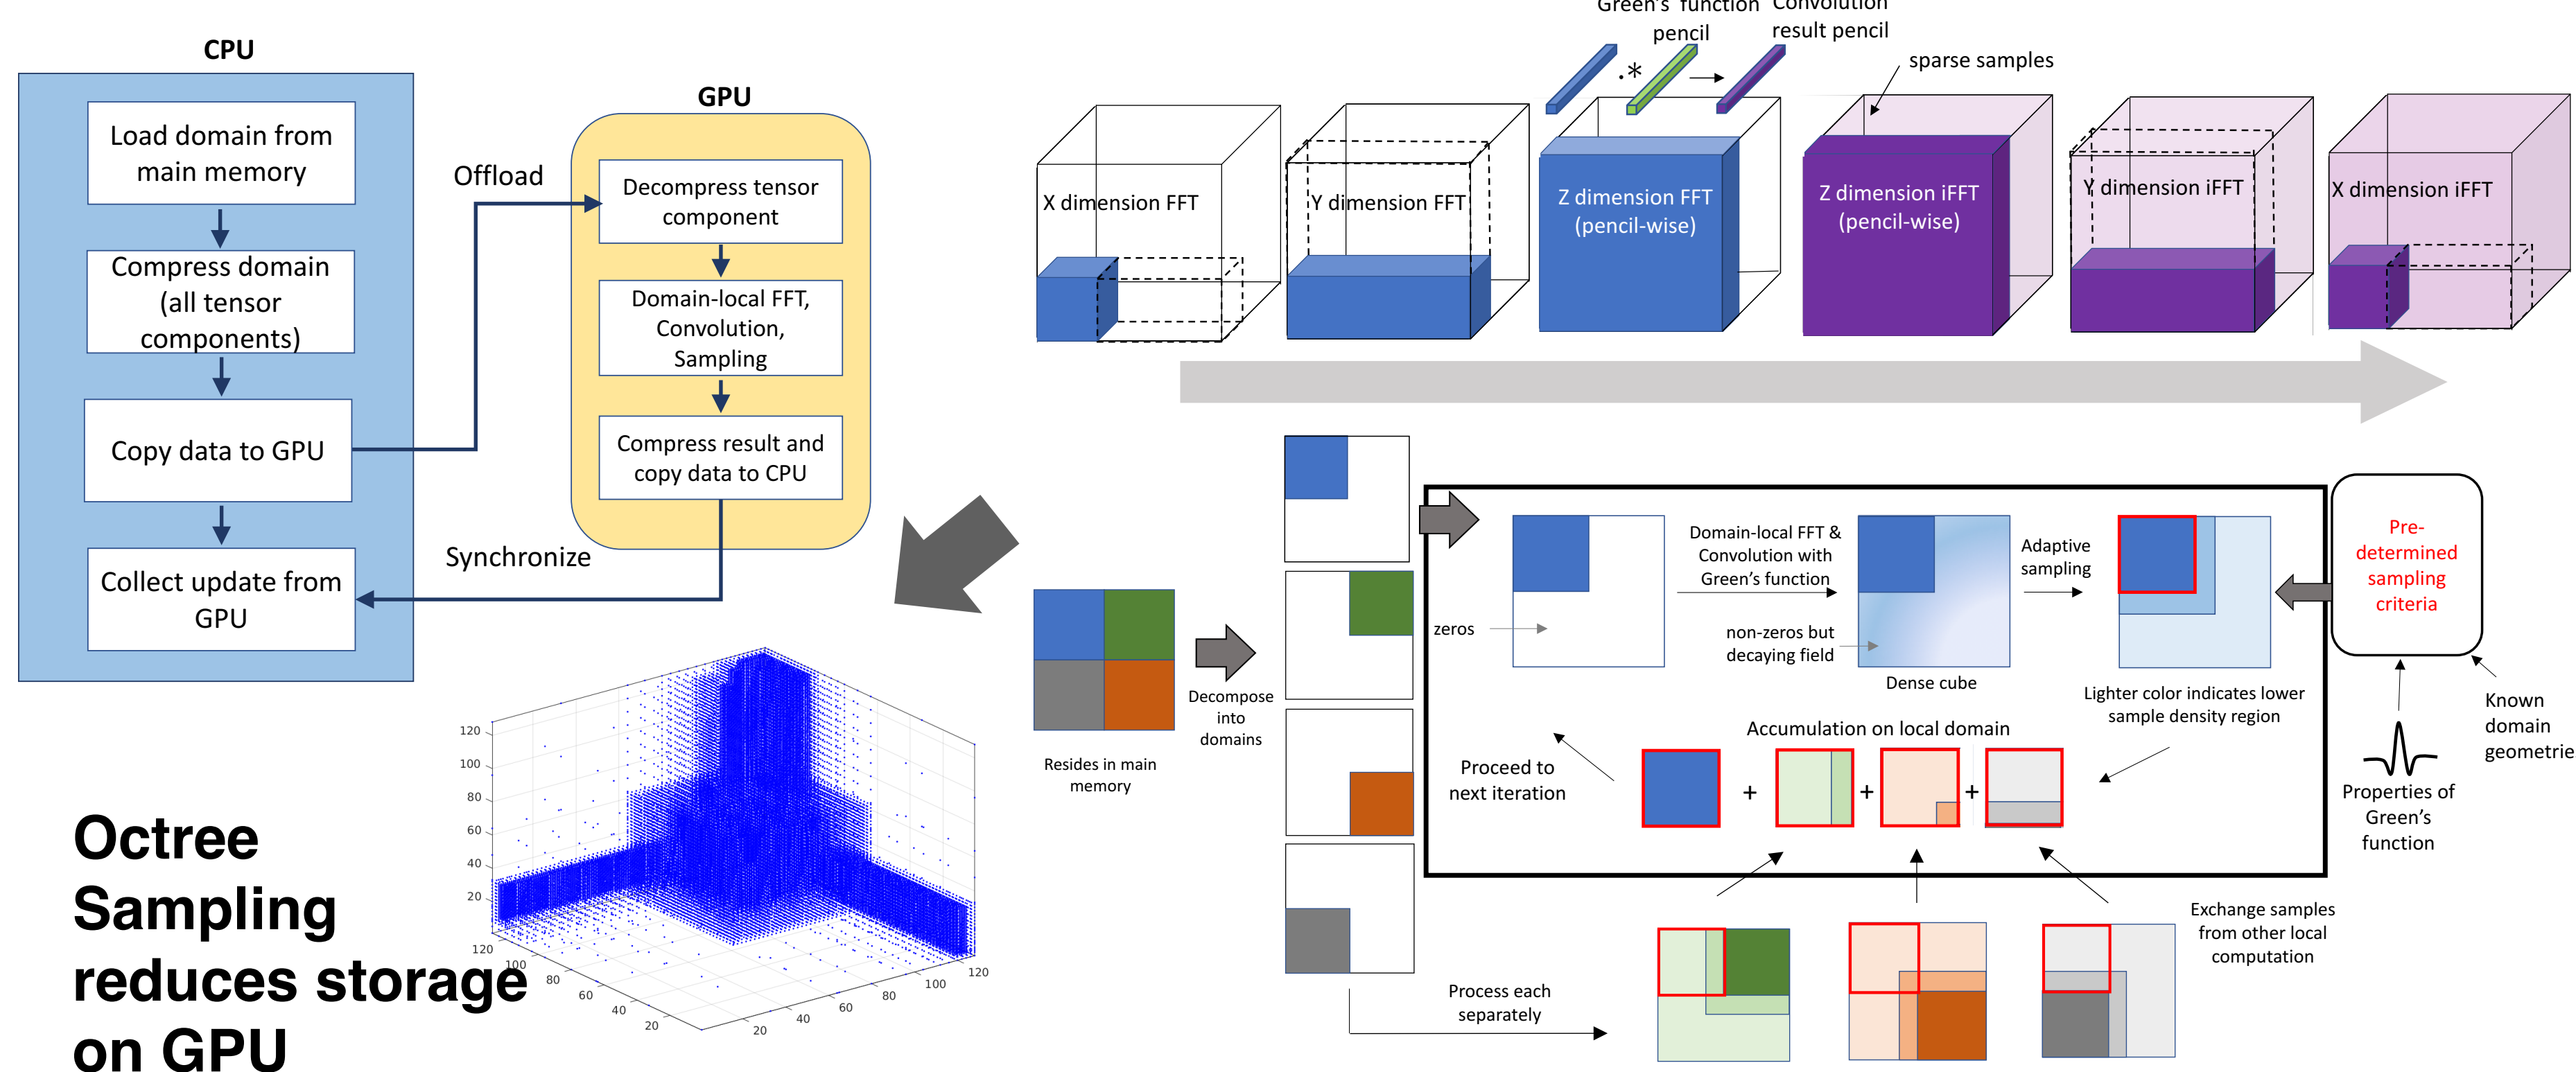 CPU
Load domain from
main memory
Compress domain
(all tensor
components)
Copy data to GPU
Collect update from
GPU
Offload
Synchronize
GPU
Decompress tensor
component
Domain-local FFT,
Convolution,
Sampling
Compress result and
copy data to CPU
Green's function
pencil
Convolution
result pencil
.*
sparse samples
X dimension FFT
Y dimension FFT
Z dimension FFT
(pencil-wise)
Z dimension iFFT
(pencil-wise)
Y dimension iFFT
X dimension iFFT
Octree
Sampling
reduces storage
on GPU
120
100
80
60
40
20
120
100
80
60
40
20
20
40
60
80
100
120
Resides in main
memory
Decompose
into
domains
zeros
Domain-local FFT &
Convolution with
Green's function
non-zeros but
decaying field
Dense cube
Adaptive
sampling
Lighter color indicates lower
sample density region
Accumulation on local domain
Proceed to
next iteration
+
+
+
Pre-
determined
sampling
criteria
Known
domain
geometrie
Properties of
Green's
function
Exchange samples
from other local
computation
Process each
separately